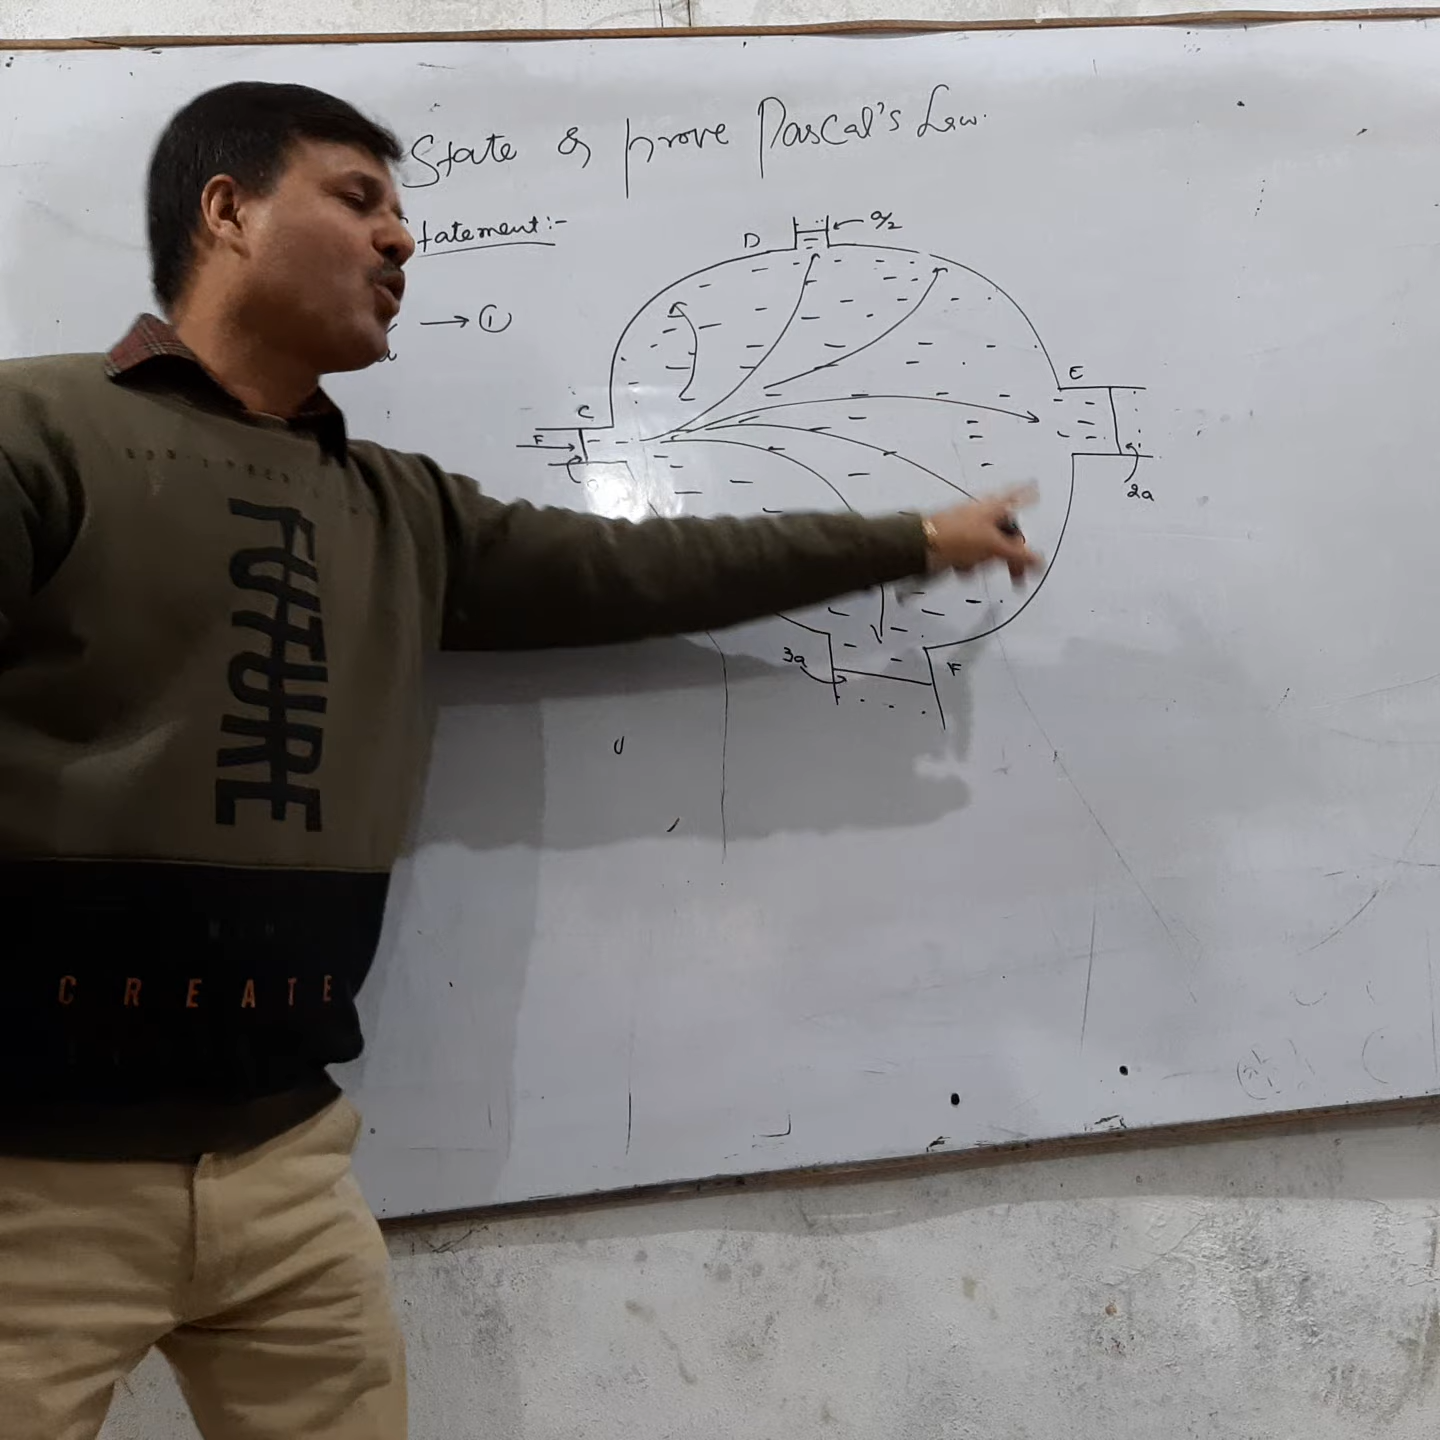 State & prove Pascal's Law.
Statement:-
a/2
D
→ ①
a
E
C
F
2a
3a
F
FUTURE
CREATE